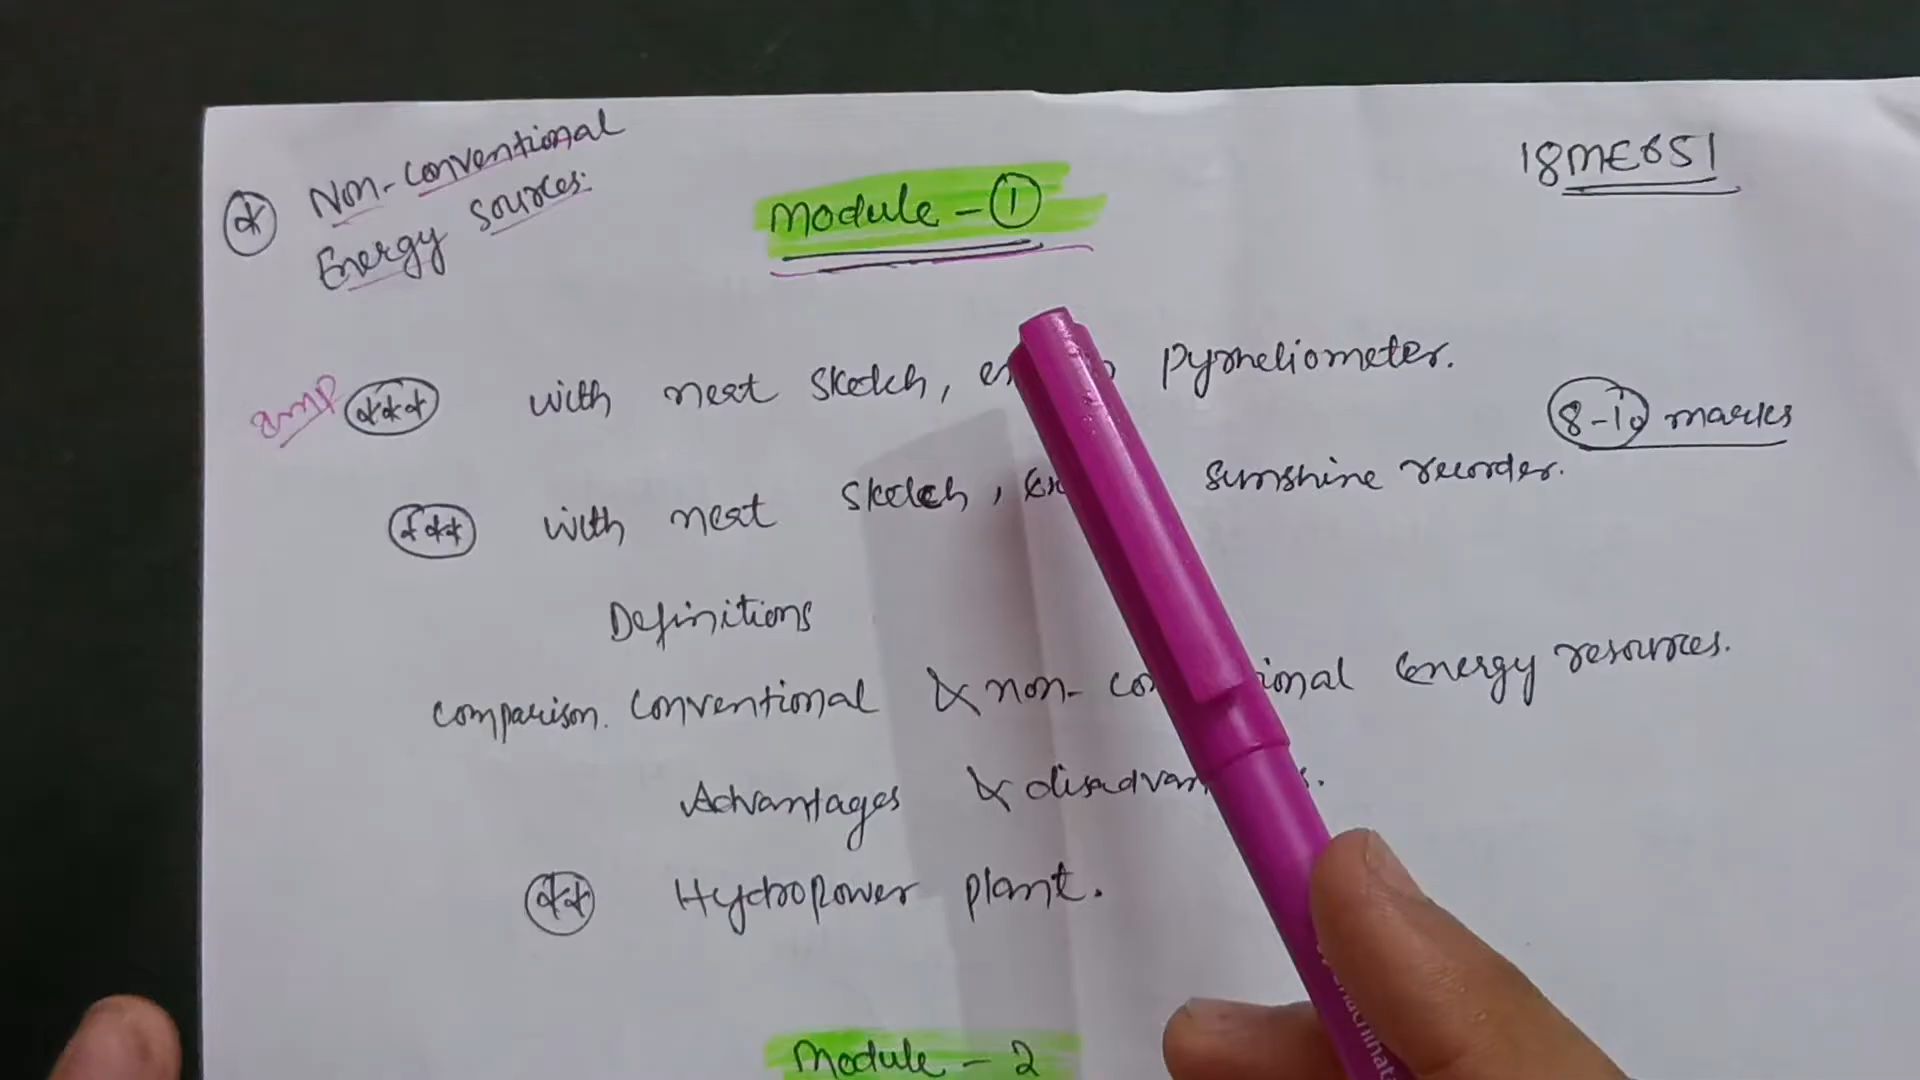 Non-conventional
Energy sources:
18ME651
Module - 1
imp *** with neat sketch, Pyrheliometer.
8-10 marks
*** with neat sketch, sunshine recorder.
Definitions
comparison. conventional & non- Energy resources.
Advantages &
** Hydropower plant.
Module - 2